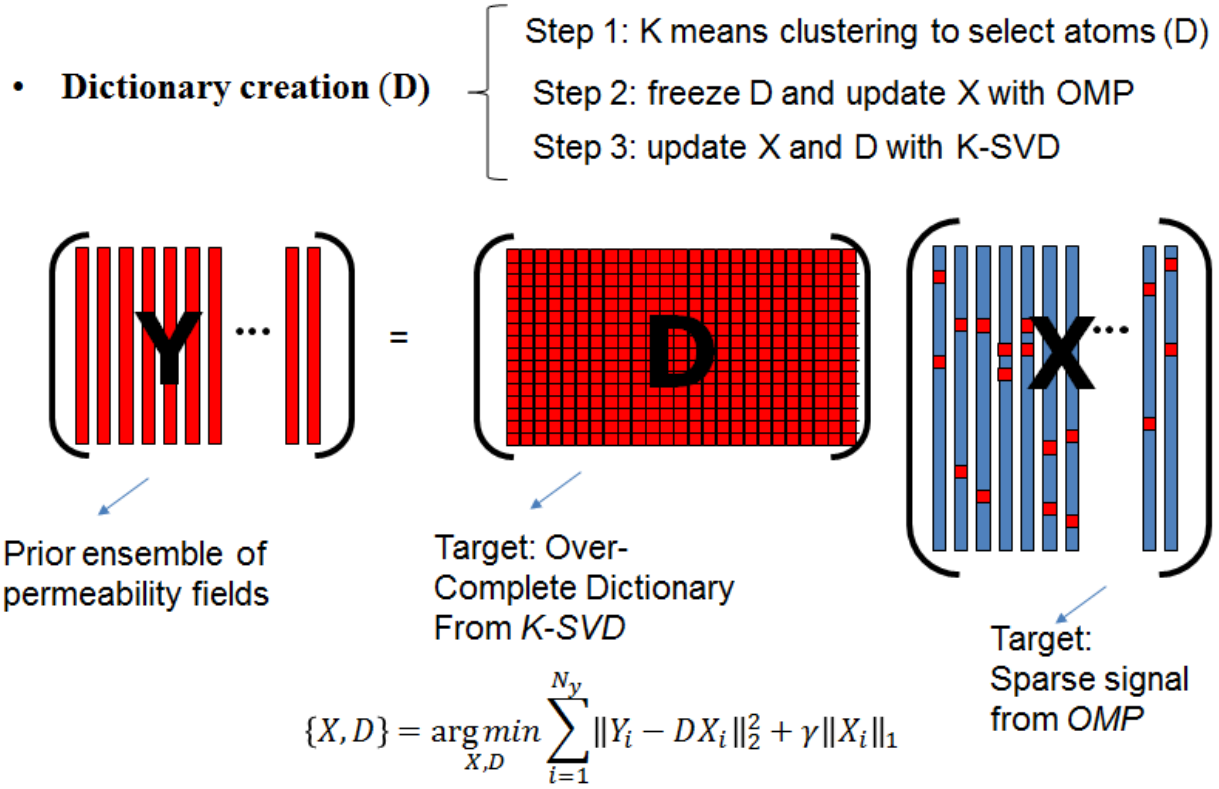 Step 1: K means clustering to select atoms (D)
• Dictionary creation (D)
Step 2: freeze D and update X with OMP
Step 3: update X and D with K-SVD
Y ...
=
D
X ...
Prior ensemble of
permeability fields
Target: Over-
Complete Dictionary
From K-SVD
Target:
Sparse signal
from OMP
{X, D} = arg min_{X,D} ∑_{i=1}^{N_y} ‖Y_i − DX_i‖_2^2 + γ‖X_i‖_1